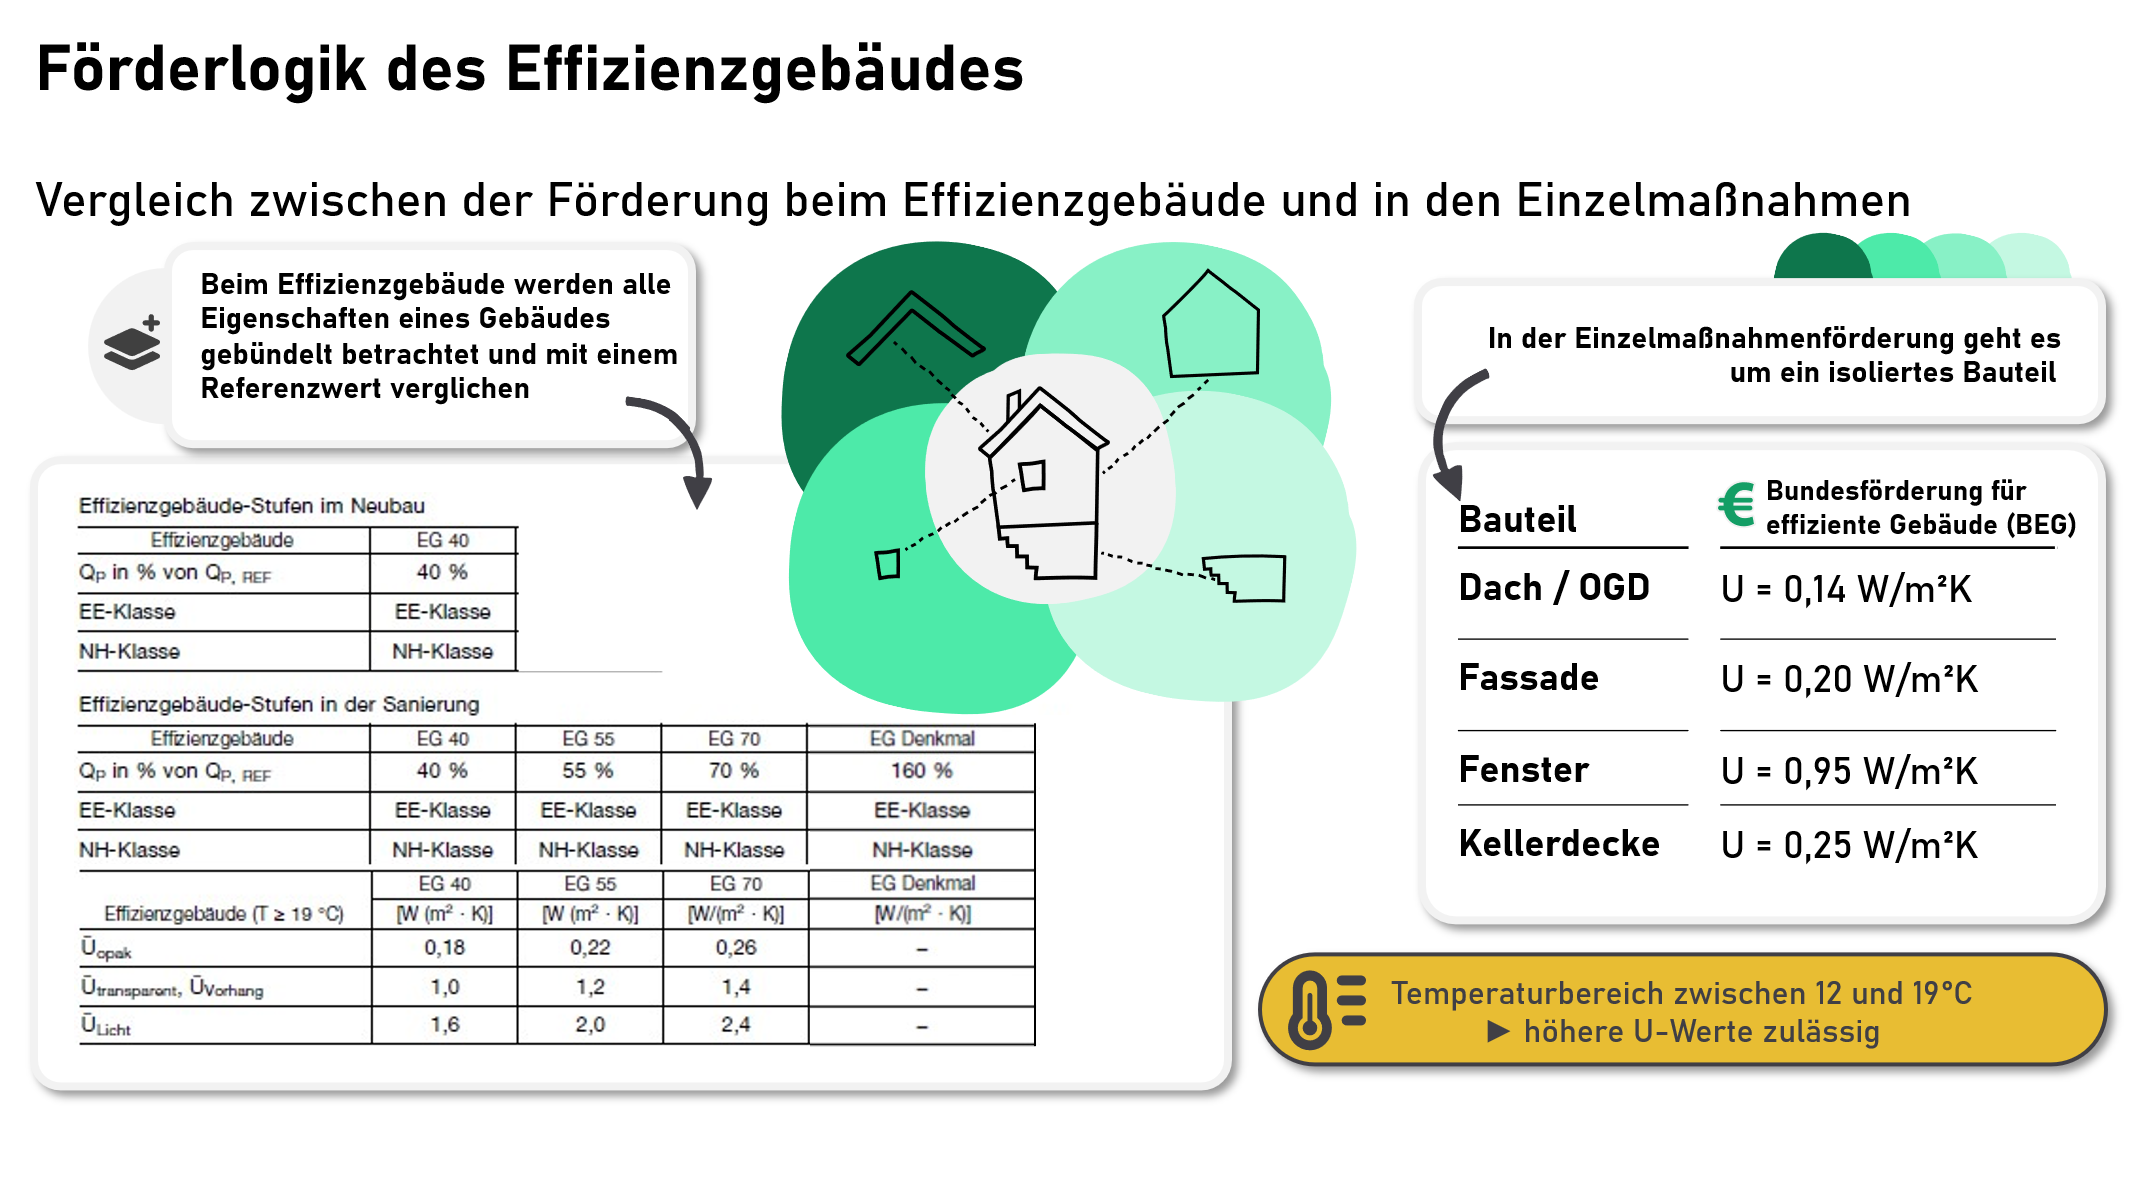 Förderlogik des Effizienzgebäudes
Vergleich zwischen der Förderung beim Effizienzgebäude und in den Einzelmaßnahmen
Beim Effizienzgebäude werden alle
Eigenschaften eines Gebäudes
gebündelt betrachtet und mit einem
Referenzwert verglichen
Effizienzgebäude-Stufen im Neubau
Effizienzgebäude EG 40
QP in % von QP, REF 40 %
EE-Klasse EE-Klasse
NH-Klasse NH-Klasse
Effizienzgebäude-Stufen in der Sanierung
Effizienzgebäude EG 40 EG 55 EG 70 EG Denkmal
QP in % von QP, REF 40 % 55 % 70 % 160 %
EE-Klasse EE-Klasse EE-Klasse EE-Klasse EE-Klasse
NH-Klasse NH-Klasse NH-Klasse NH-Klasse NH-Klasse
EG 40 EG 55 EG 70 EG Denkmal
Effizienzgebäude (T ≥ 19 °C) [W (m² · K)] [W (m² · K)] [W/(m² · K)] [W/(m² · K)]
Ūopak 0,18 0,22 0,26 –
Ūtransparent, ŪVorhang 1,0 1,2 1,4 –
ŪLicht 1,6 2,0 2,4 –
In der Einzelmaßnahmenförderung geht es
um ein isoliertes Bauteil
Bauteil € Bundesförderung für
effiziente Gebäude (BEG)
Dach / OGD U = 0,14 W/m²K
Fassade U = 0,20 W/m²K
Fenster U = 0,95 W/m²K
Kellerdecke U = 0,25 W/m²K
Temperaturbereich zwischen 12 und 19°C
► höhere U-Werte zulässig